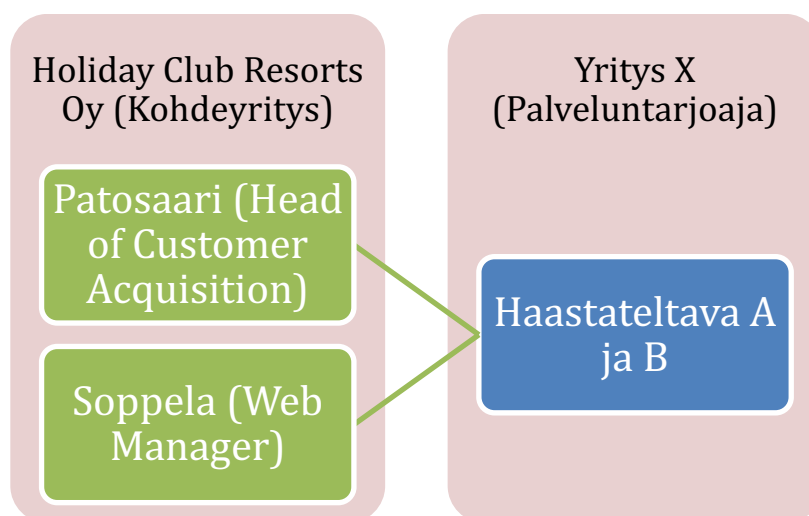 Holiday Club Resorts
Oy (Kohdeyritys)
Patosaari (Head
of Customer
Acquisition)
Soppela (Web
Manager)
Yritys X
(Palveluntarjoaja)
Haastateltava A
ja B